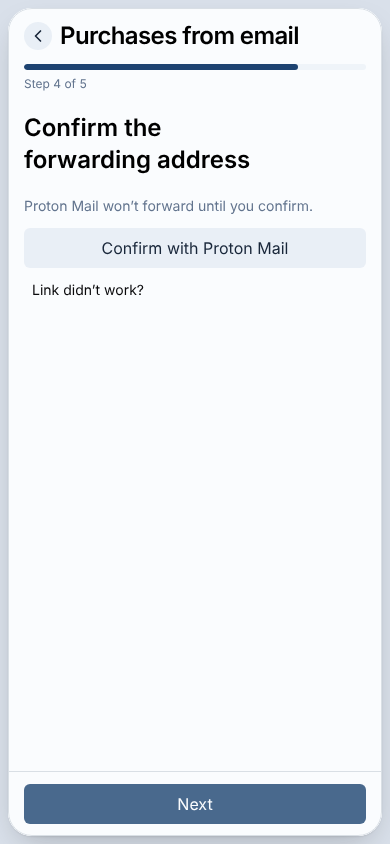 Purchases from email
Step 4 of 5
Confirm the
forwarding address
Proton Mail won’t forward until you confirm.
Confirm with Proton Mail
Link didn’t work?
Next